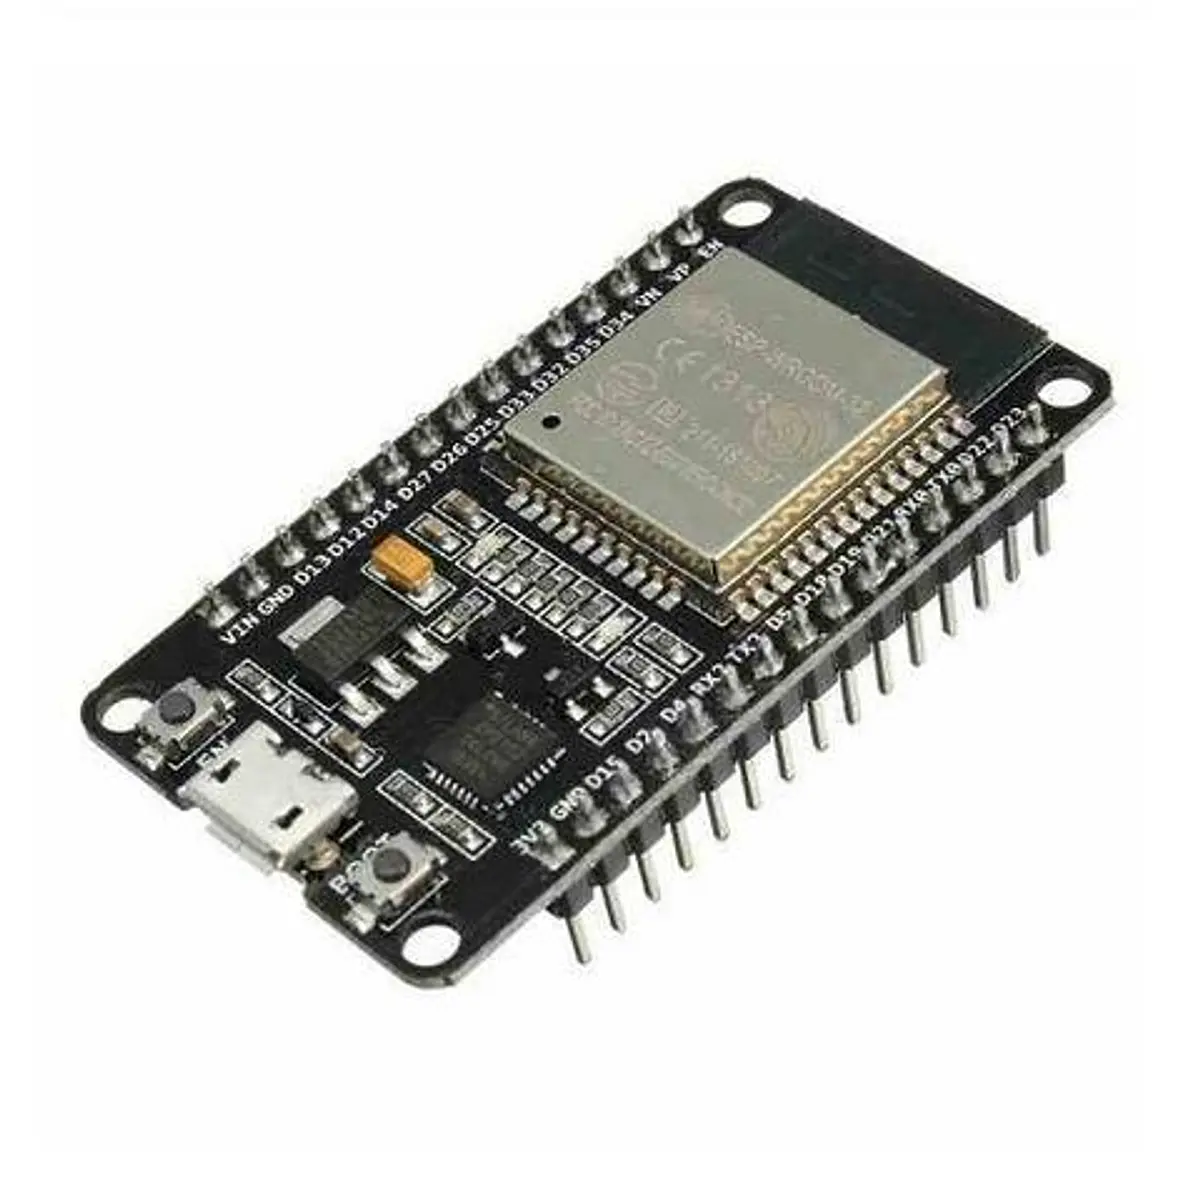 EN
VP
VN
D34
D35
D32
D33
D25
D26
D27
D14
D12
D13
GND
VIN
EN
BOOT
3V3
GND
D15
D2
D4
RX2
TX2
D5
D18
D19
D21
RX0
TX0
D22
D23
CE 1313